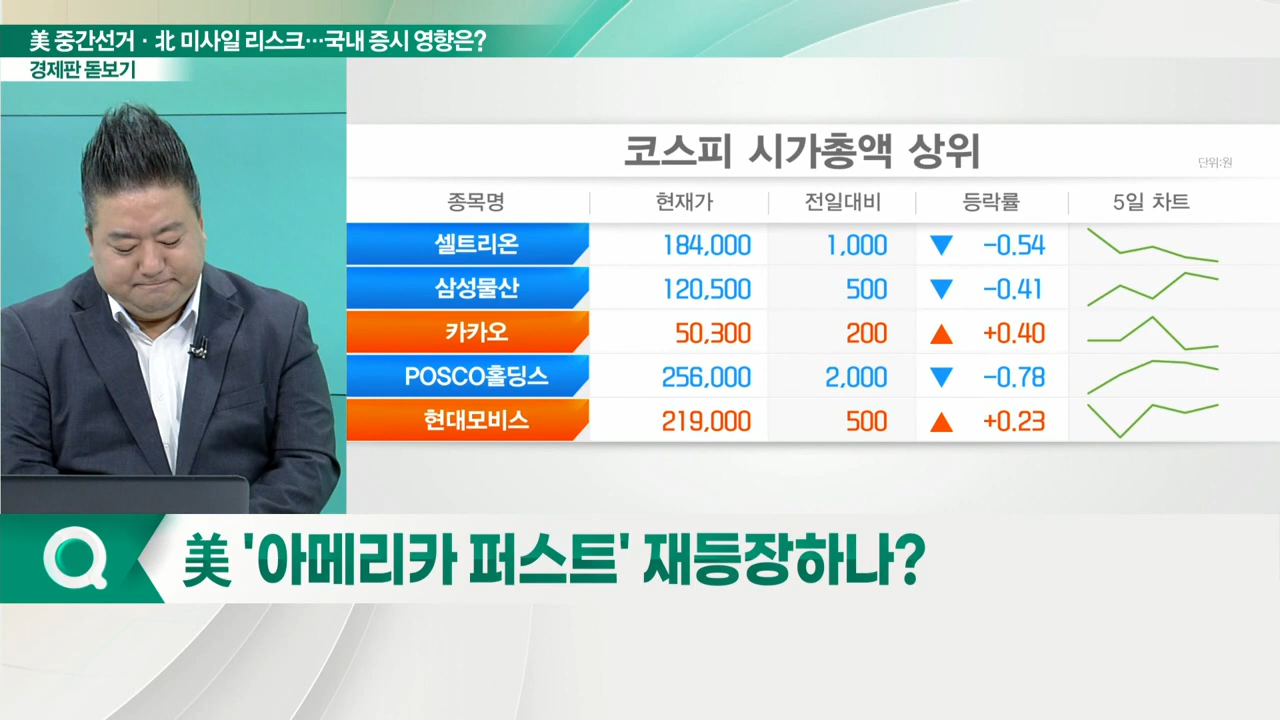 美 중간선거·北 미사일 리스크…국내 증시 영향은?
경제판 돋보기
코스피 시가총액 상위
단위:원
종목명 현재가 전일대비 등락률 5일 차트
셀트리온 184,000 1,000 ▼ -0.54
삼성물산 120,500 500 ▼ -0.41
카카오 50,300 200 ▲ +0.40
POSCO홀딩스 256,000 2,000 ▼ -0.78
현대모비스 219,000 500 ▲ +0.23
美 '아메리카 퍼스트' 재등장하나?